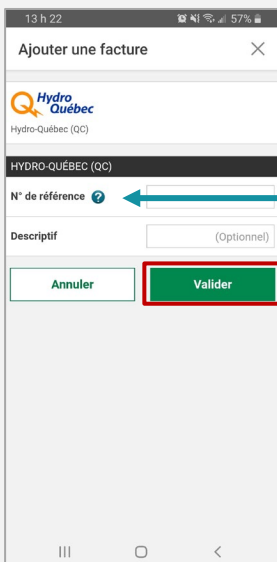 13 h 22
57%
Ajouter une facture
Hydro
Québec
Hydro-Québec (QC)
HYDRO-QUÉBEC (QC)
N° de référence ?
Descriptif (Optionnel)
Annuler Valider